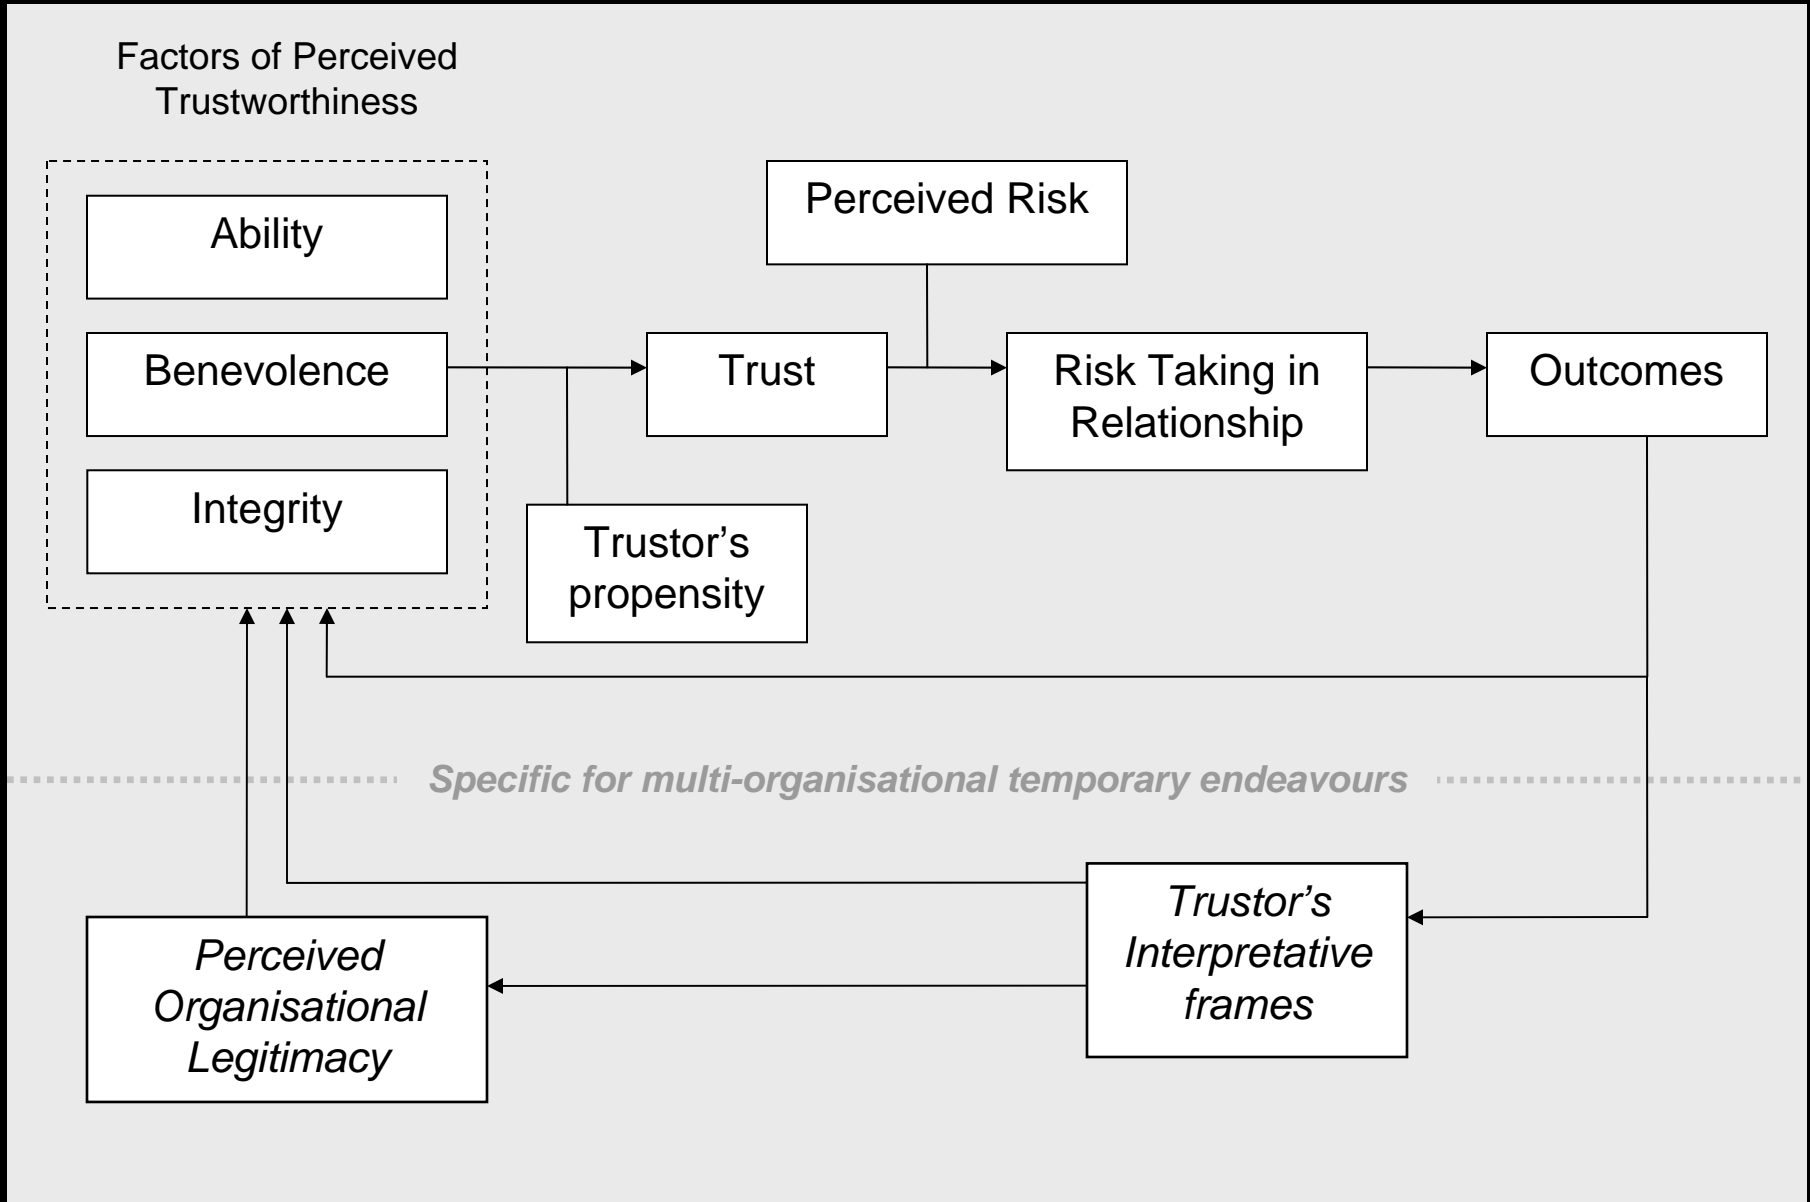 Factors of Perceived
Trustworthiness
Ability
Benevolence
Integrity
Perceived Risk
Trust
Trustor’s
propensity
Risk Taking in
Relationship
Outcomes
Specific for multi-organisational temporary endeavours
Perceived
Organisational
Legitimacy
Trustor’s
Interpretative
frames